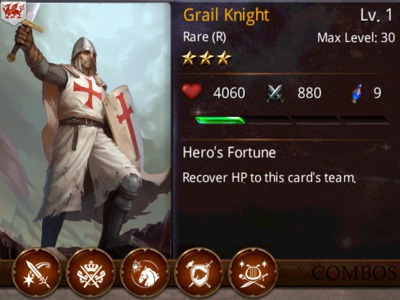 Grail Knight Lv. 1
Rare (R) Max Level: 30
4060 880 9
Hero's Fortune
Recover HP to this card's team.
COMBOS